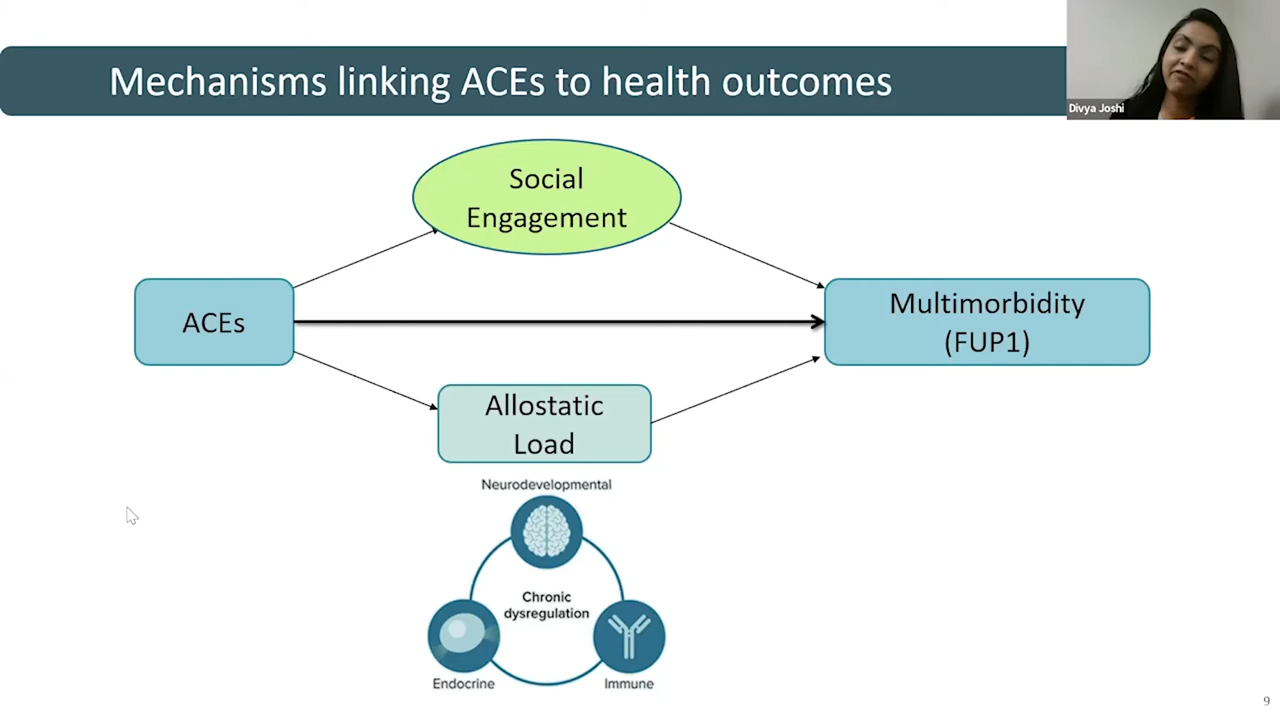 Mechanisms linking ACEs to health outcomes
Divya Joshi
Social
Engagement
ACEs
Multimorbidity
(FUP1)
Allostatic
Load
Neurodevelopmental
Chronic
dysregulation
Endocrine
Immune
9